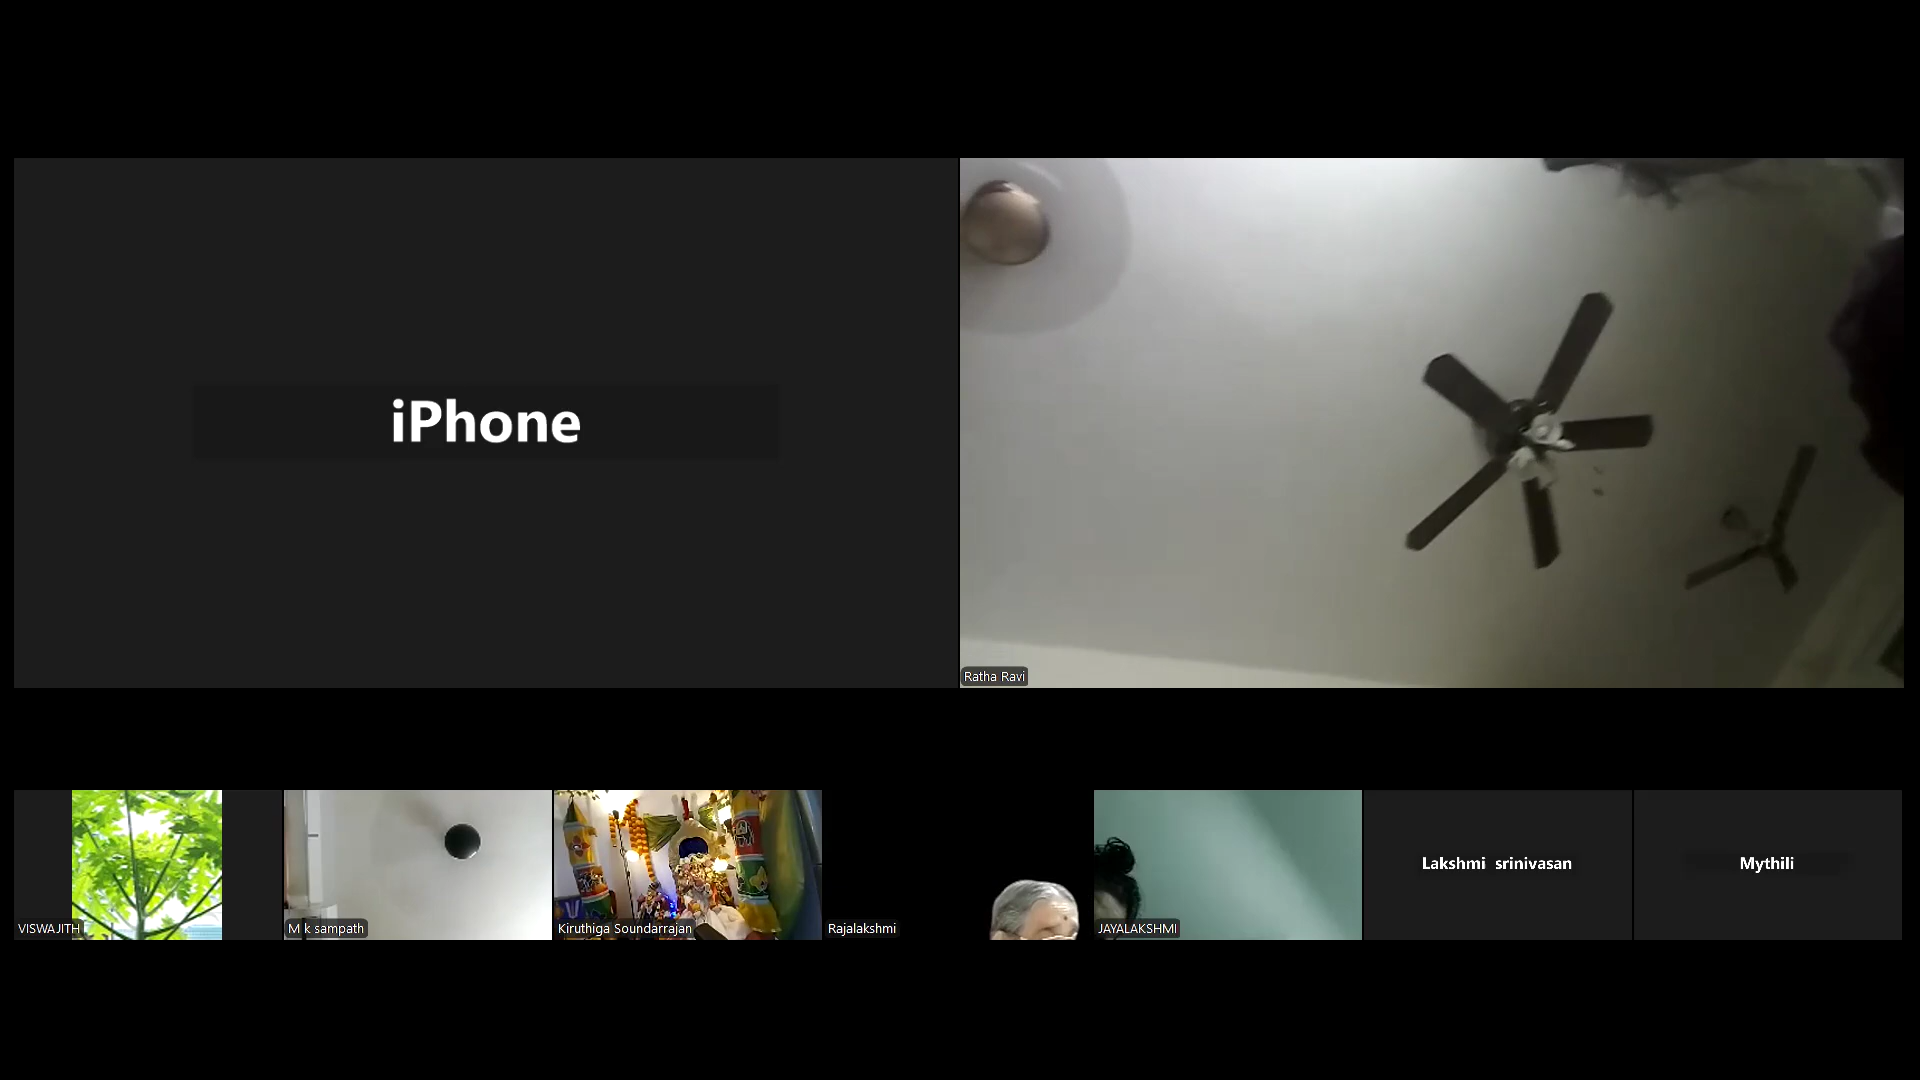 iPhone
Ratha Ravi
VISWAJITH
M k sampath
Kiruthiga Soundarrajan
Rajalakshmi
JAYALAKSHMI
Lakshmi srinivasan
Mythili